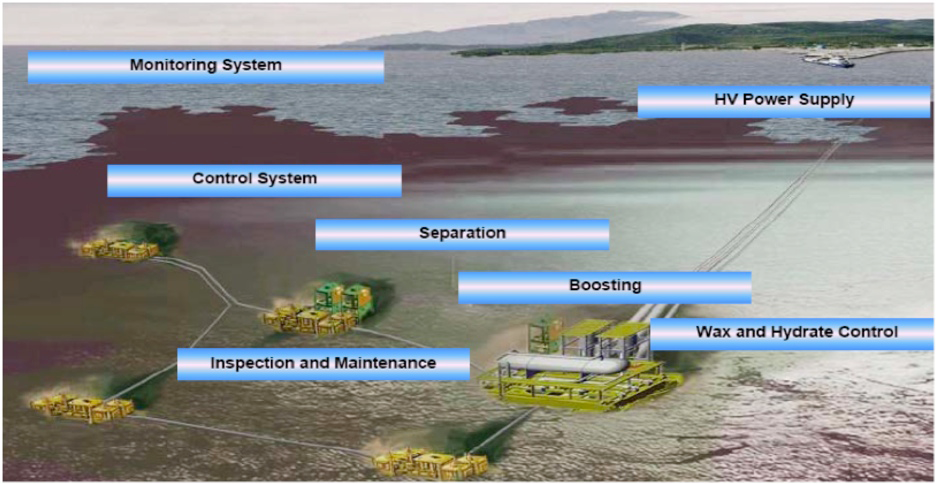 Monitoring System
HV Power Supply
Control System
Separation
Boosting
Wax and Hydrate Control
Inspection and Maintenance